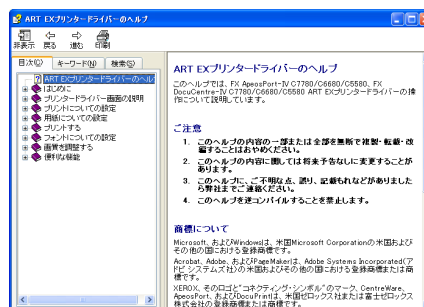 ART EXプリンタードライバーのヘルプ
非表示 戻る 進む 印刷
目次(C) キーワード(N) 検索(S)
ART EXプリンタードライバーのヘルプ
はじめに
プリンタードライバー画面の説明
プリントについての設定
用紙についての設定
プリントする
フォントについての設定
画質を調整する
便利な機能
ART EXプリンタードライバーのヘルプ
このヘルプでは、FX ApeosPort-IV C7780/C6680/C5580、FX
DocuCentre-IV C7780/C6680/C5580 ART EXプリンタードライバーの操
作について説明しています。
ご注意
1. このヘルプの内容の一部または全部を無断で複製・転載・改
編することはおやめください。
2. このヘルプの内容に関しては将来予告なしに変更することが
あります。
3. このヘルプに、ご不明な点、誤り、記載もれなどがありました
ら弊社までご連絡ください。
4. このヘルプを逆コンパイルすることを禁止します。
商標について
Microsoft、およびWindowsは、米国Microsoft Corporationの米国および
その他の国における登録商標です。
Acrobat、Adobe、およびPageMakerは、Adobe Systems Incorporated(ア
ドビ システムズ社)の米国およびその他の国における登録商標または商
標です。
XEROX、そのロゴと"コネクティング・シンボル"のマーク、CentreWare、
ApeosPort、およびDocuPrintは、米国ゼロックス社または富士ゼロックス
株式会社の登録商標または商標です。